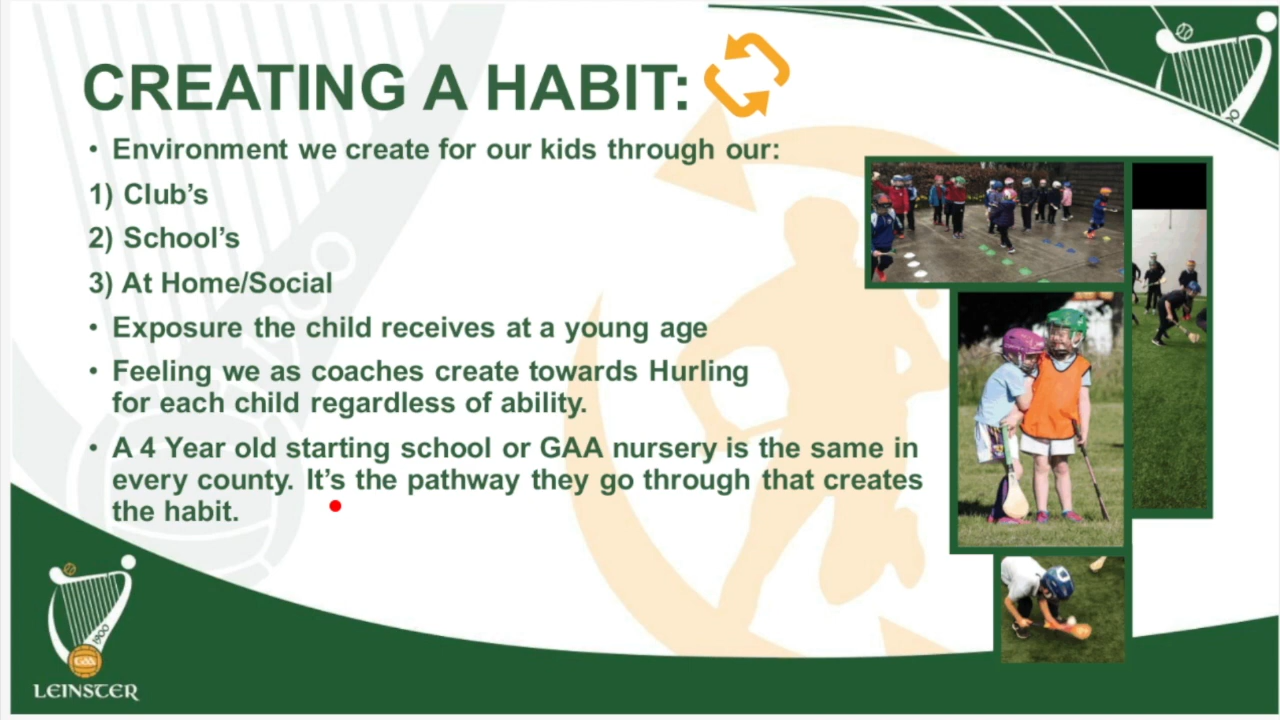 CREATING A HABIT:
• Environment we create for our kids through our:
1) Club's
2) School's
3) At Home/Social
• Exposure the child receives at a young age
• Feeling we as coaches create towards Hurling
for each child regardless of ability.
• A 4 Year old starting school or GAA nursery is the same in
every county. It's the pathway they go through that creates
the habit.
1900
GAA
LEINSTER